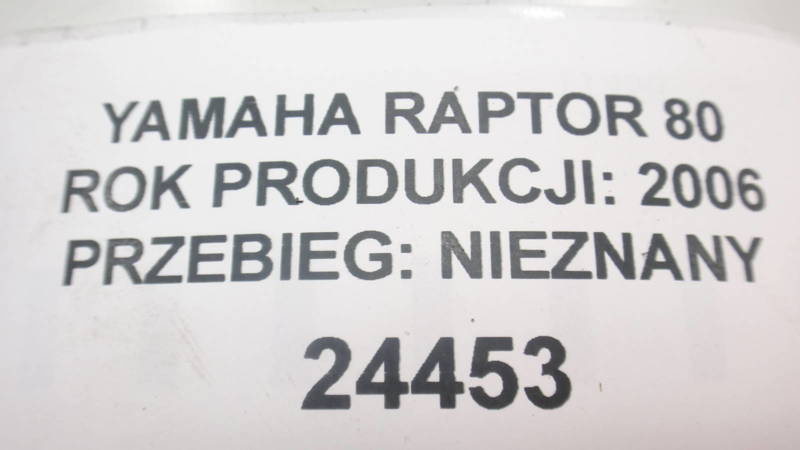 YAMAHA RAPTOR 80
ROK PRODUKCJI: 2006
PRZEBIEG: NIEZNANY
24453